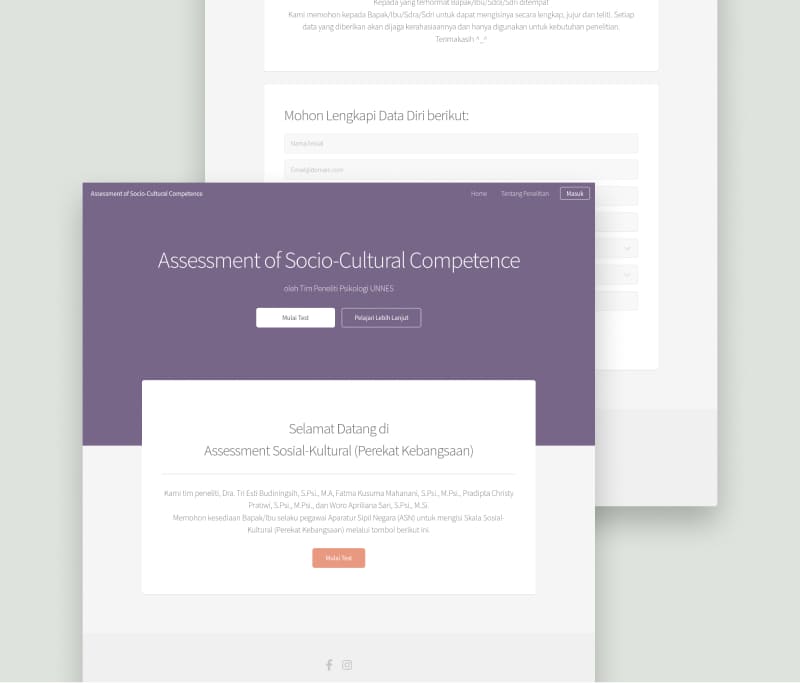 Kepada yang terhormat Bapak/Ibu/Sdra/Sdri ditempat
Kami memohon kepada Bapak/Ibu/Sdra/Sdri untuk dapat mengisinya secara lengkap, jujur dan teliti. Setiap
data yang diberikan akan dijaga kerahasiaannya dan hanya digunakan untuk kebutuhan penelitian.
Terimakasih ^_^
Mohon Lengkapi Data Diri berikut:
Nama Inisial
Email@domain.com
Assessment of Socio-Cultural Competence
Home
Tentang Penelitian
Masuk
Assessment of Socio-Cultural Competence
oleh Tim Peneliti Psikologi UNNES
Mulai Test
Pelajari Lebih Lanjut
Selamat Datang di
Assessment Sosial-Kultural (Perekat Kebangsaan)
Kami tim peneliti, Dra. Tri Esti Budiningsih, S.Psi., M.A, Fatma Kusuma Mahanani, S.Psi., M.Psi., Pradipta Christy
Pratiwi, S.Psi., M.Psi., dan Woro Apriliana Sari, S.Psi., M.Si.
Memohon kesediaan Bapak/Ibu selaku pegawai Aparatur Sipil Negara (ASN) untuk mengisi Skala Sosial-
Kultural (Perekat Kebangsaan) melalui tombol berikut ini.
Mulai Test